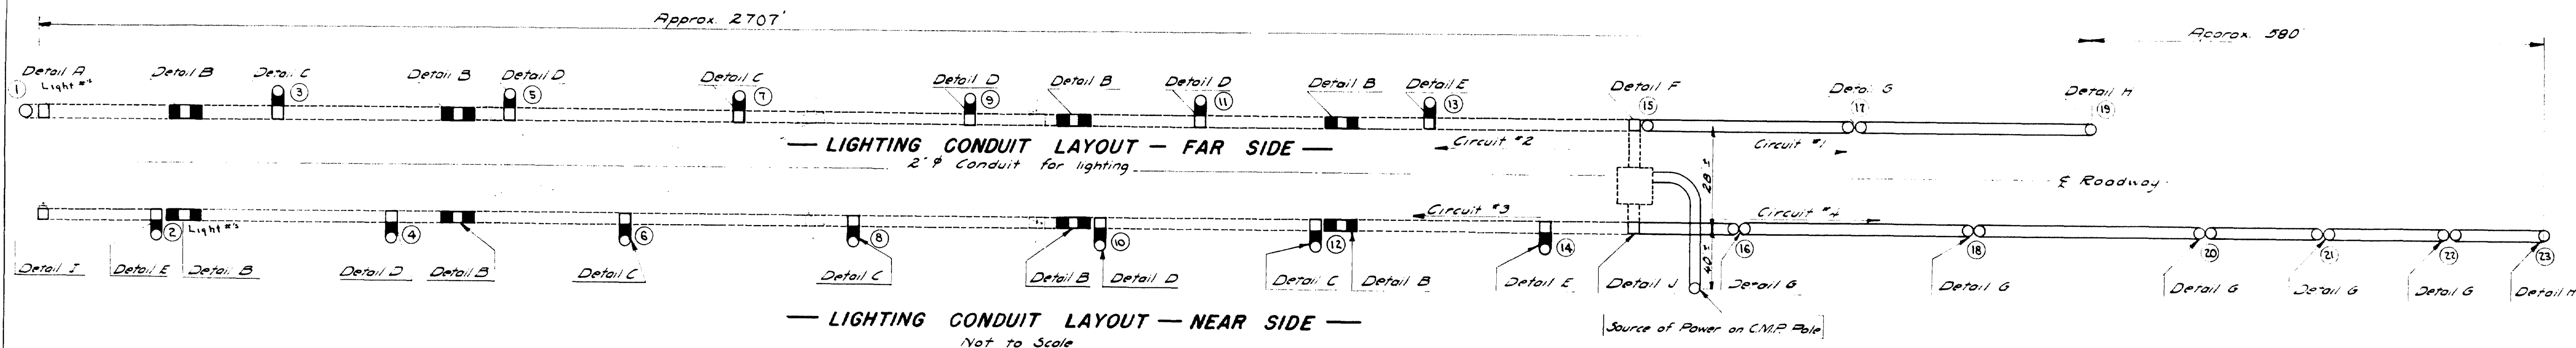 Approx. 2707'
Approx. 580'
Detail A
Detail B
Detail C
Detail B
Detail D
Detail C
Detail D
Detail B
Detail D
Detail B
Detail E
Detail F
Detail G
Detail H
1
Light #2
3
5
7
9
11
13
15
17
19
— LIGHTING CONDUIT LAYOUT — FAR SIDE —
Circuit #2
Circuit #1
2" ϕ Conduit for lighting
28'±
℄ Roadway
Circuit #3
Circuit #4
2
Light #3
4
6
8
10
12
14
16
18
20
21
22
23
40'±
Detail I
Detail E
Detail B
Detail D
Detail B
Detail C
Detail C
Detail B
Detail D
Detail C
Detail B
Detail E
Detail J
Detail G
Detail G
Detail G
Detail G
Detail G
Detail H
— LIGHTING CONDUIT LAYOUT — NEAR SIDE —
Source of Power on C.M.P. Pole
Not to Scale